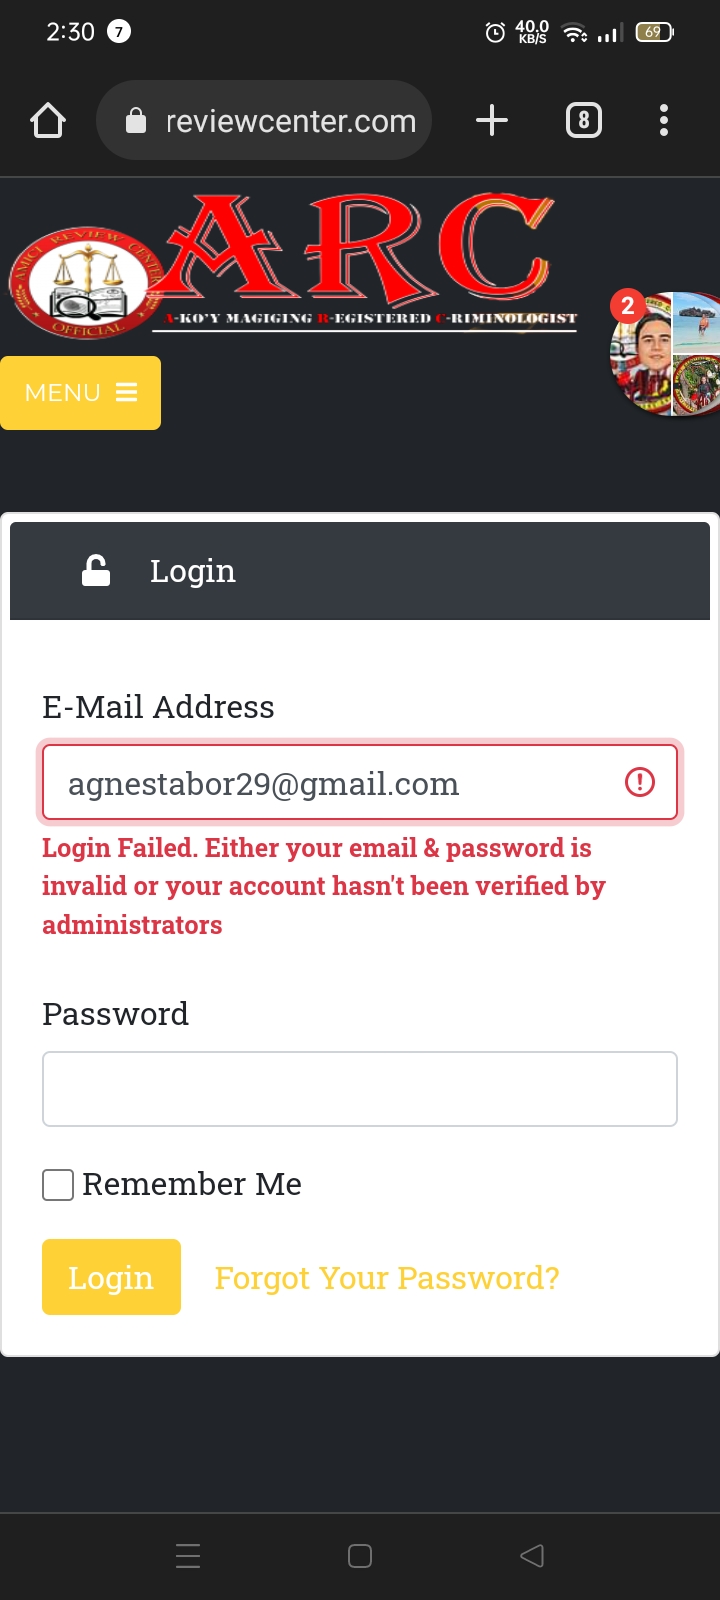 2:30 7 40.0 KB/S 69
reviewcenter.com 8
AMICI REVIEW CENTER
OFFICIAL
ARC
A-KO'Y MAGIGING R-EGISTERED C-RIMINOLOGIST
2
MENU
Login
E-Mail Address
agnestabor29@gmail.com
Login Failed. Either your email & password is
invalid or your account hasn't been verified by
administrators
Password
Remember Me
Login Forgot Your Password?